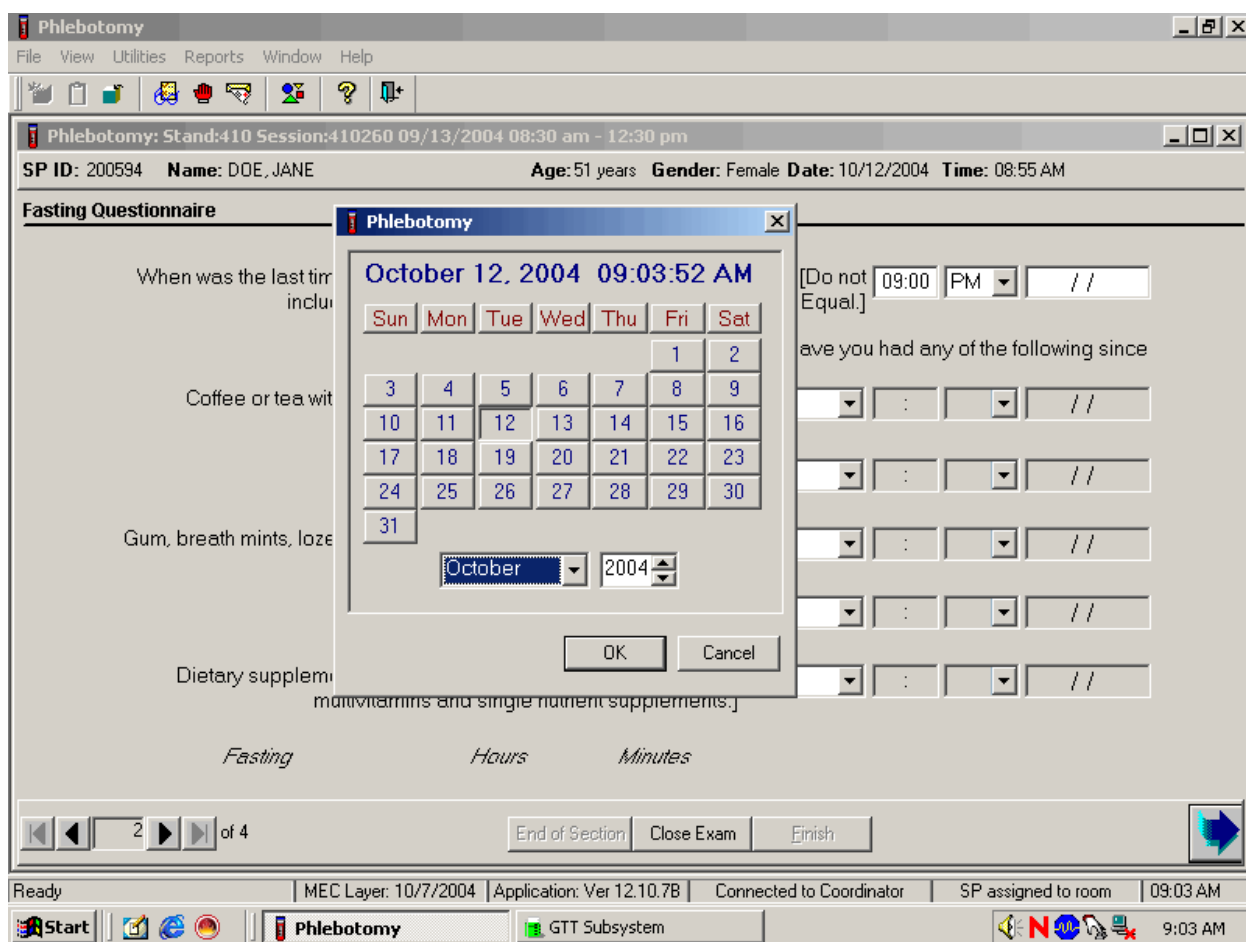 Phlebotomy
File View Utilities Reports Window Help
Phlebotomy: Stand:410 Session:410260 09/13/2004 08:30 am - 12:30 pm
SP ID: 200594 Name: DOE, JANE Age: 51 years Gender: Female Date: 10/12/2004 Time: 08:55 AM
Fasting Questionnaire
Phlebotomy
October 12, 2004 09:03:52 AM
Sun Mon Tue Wed Thu Fri Sat
1 2
3 4 5 6 7 8 9
10 11 12 13 14 15 16
17 18 19 20 21 22 23
24 25 26 27 28 29 30
31
October 2004
OK Cancel
When was the last [Do not 09:00 PM / /
Equal.]
you had any of the following since
Coffee or tea : / /
: / /
Gum, breath mints, : / /
: / /
Dietary : / /
multivitamins and single nutrient supplements.]
Fasting Hours Minutes
2 of 4 End of Section Close Exam Finish
Ready MEC Layer: 10/7/2004 Application: Ver 12.10.7B Connected to Coordinator SP assigned to room 09:03 AM
Start Phlebotomy GTT Subsystem N 9:03 AM